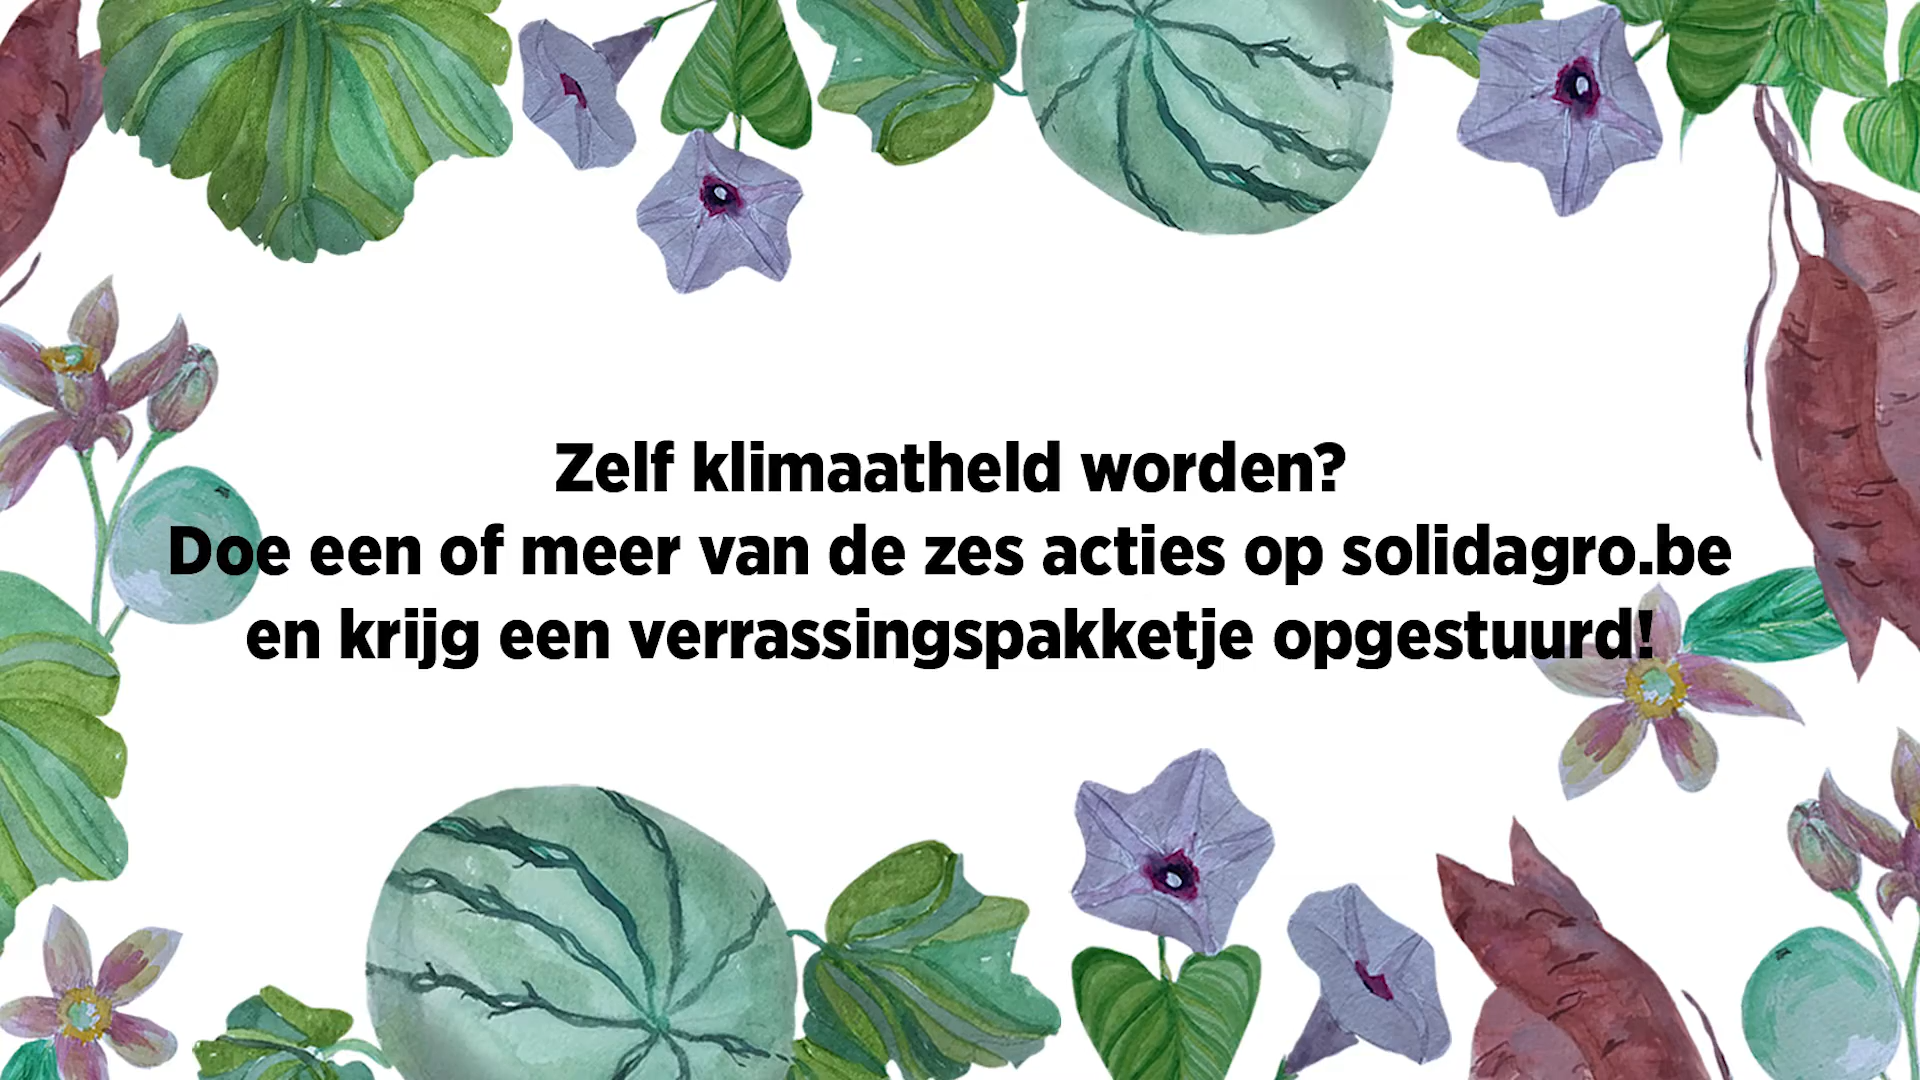 Zelf klimaatheld worden?
Doe een of meer van de zes acties op solidagro.be
en krijg een verrassingspakketje opgestuurd!